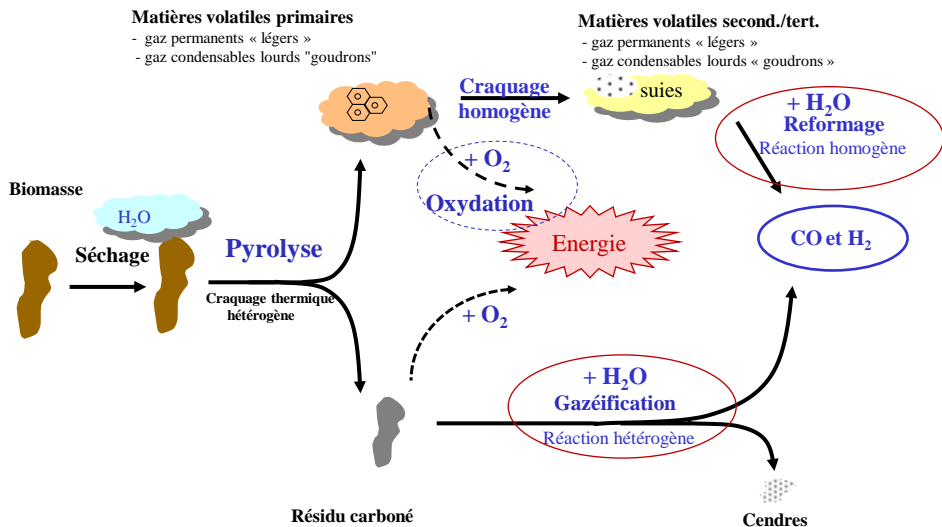 Matières volatiles primaires
- gaz permanents « légers »
- gaz condensables lourds "goudrons"
Matières volatiles second./tert.
- gaz permanents « légers »
- gaz condensables lourds « goudrons »
Craquage
homogène
suies
+ H₂O
Reformage
Réaction homogène
+ O₂
Oxydation
Biomasse
H₂O
Séchage
Pyrolyse
Craquage thermique
hétérogène
Energie
CO et H₂
+ O₂
+ H₂O
Gazéification
Réaction hétérogène
Résidu carboné
Cendres